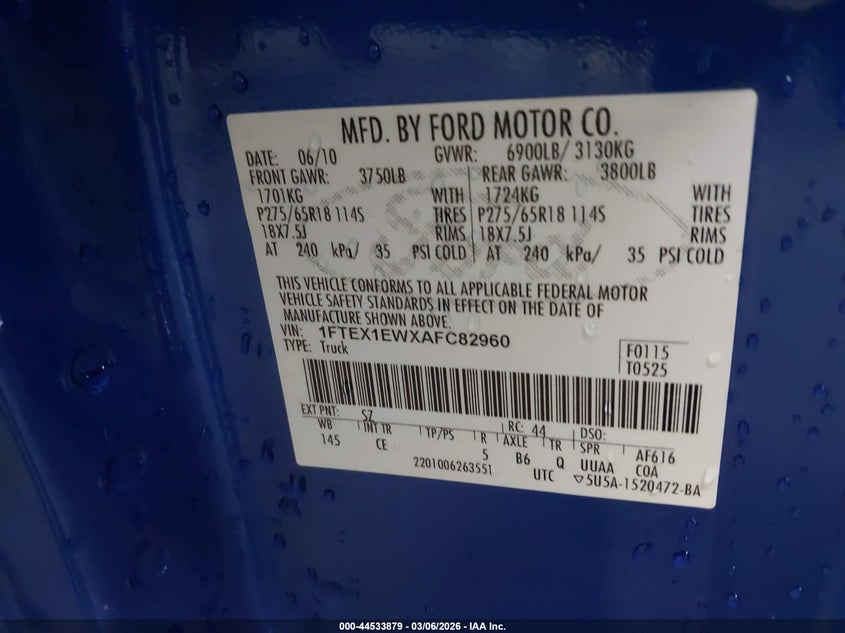 MFD. BY FORD MOTOR CO.
DATE: 06/10 GVWR: 6900LB/ 3130KG
FRONT GAWR: 3750LB REAR GAWR: 3800LB
1701KG WITH 1724KG WITH
P275/65R18 114S TIRES P275/65R18 114S TIRES
18X7.5J RIMS 18X7.5J RIMS
AT 240 kPa/ 35 PSI COLD AT 240 kPa/ 35 PSI COLD
THIS VEHICLE CONFORMS TO ALL APPLICABLE FEDERAL MOTOR
VEHICLE SAFETY STANDARDS IN EFFECT ON THE DATE OF
MANUFACTURE SHOWN ABOVE.
VIN: 1FTEX1EWXAFC82960
TYPE: Truck
F0115
T0525
EXT PNT: SZ RC: 44 DSO:
WB INT TR TP/PS R AXLE TR SPR AF616
145 CE 5 B6 Q UUAA COA
2201006263551 UTC ▽5U5A-1520472-BA
000-44533879 - 03/06/2026 - IAA Inc.